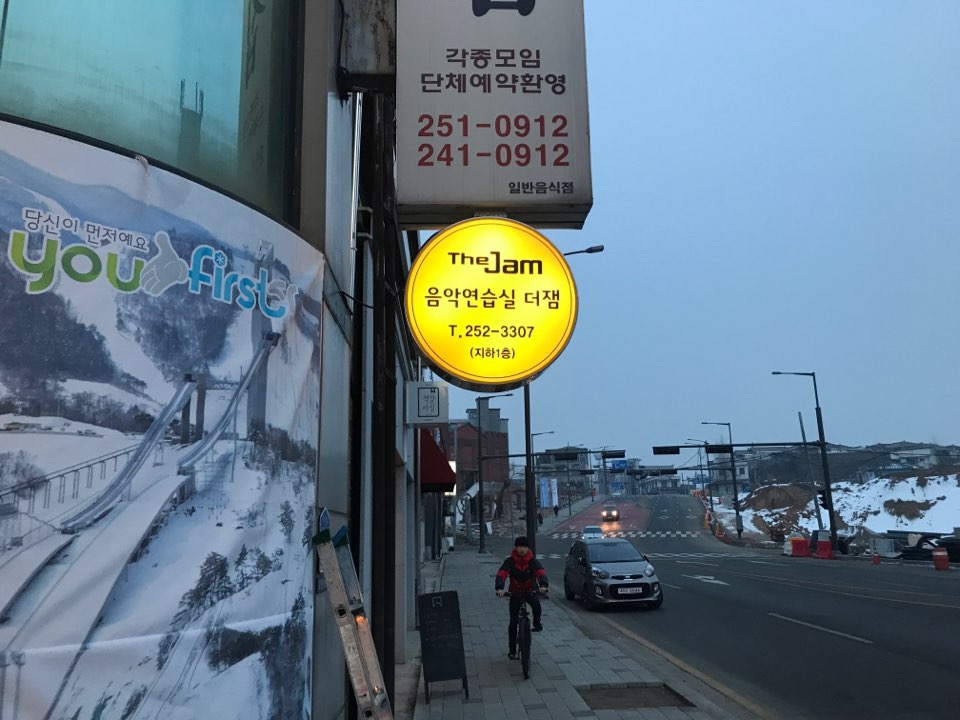 각종모임
단체예약환영
251-0912
241-0912
일반음식점
당신이 먼저예요
you first
The Jam
음악연습실 더잼
T. 252-3307
(지하1층)